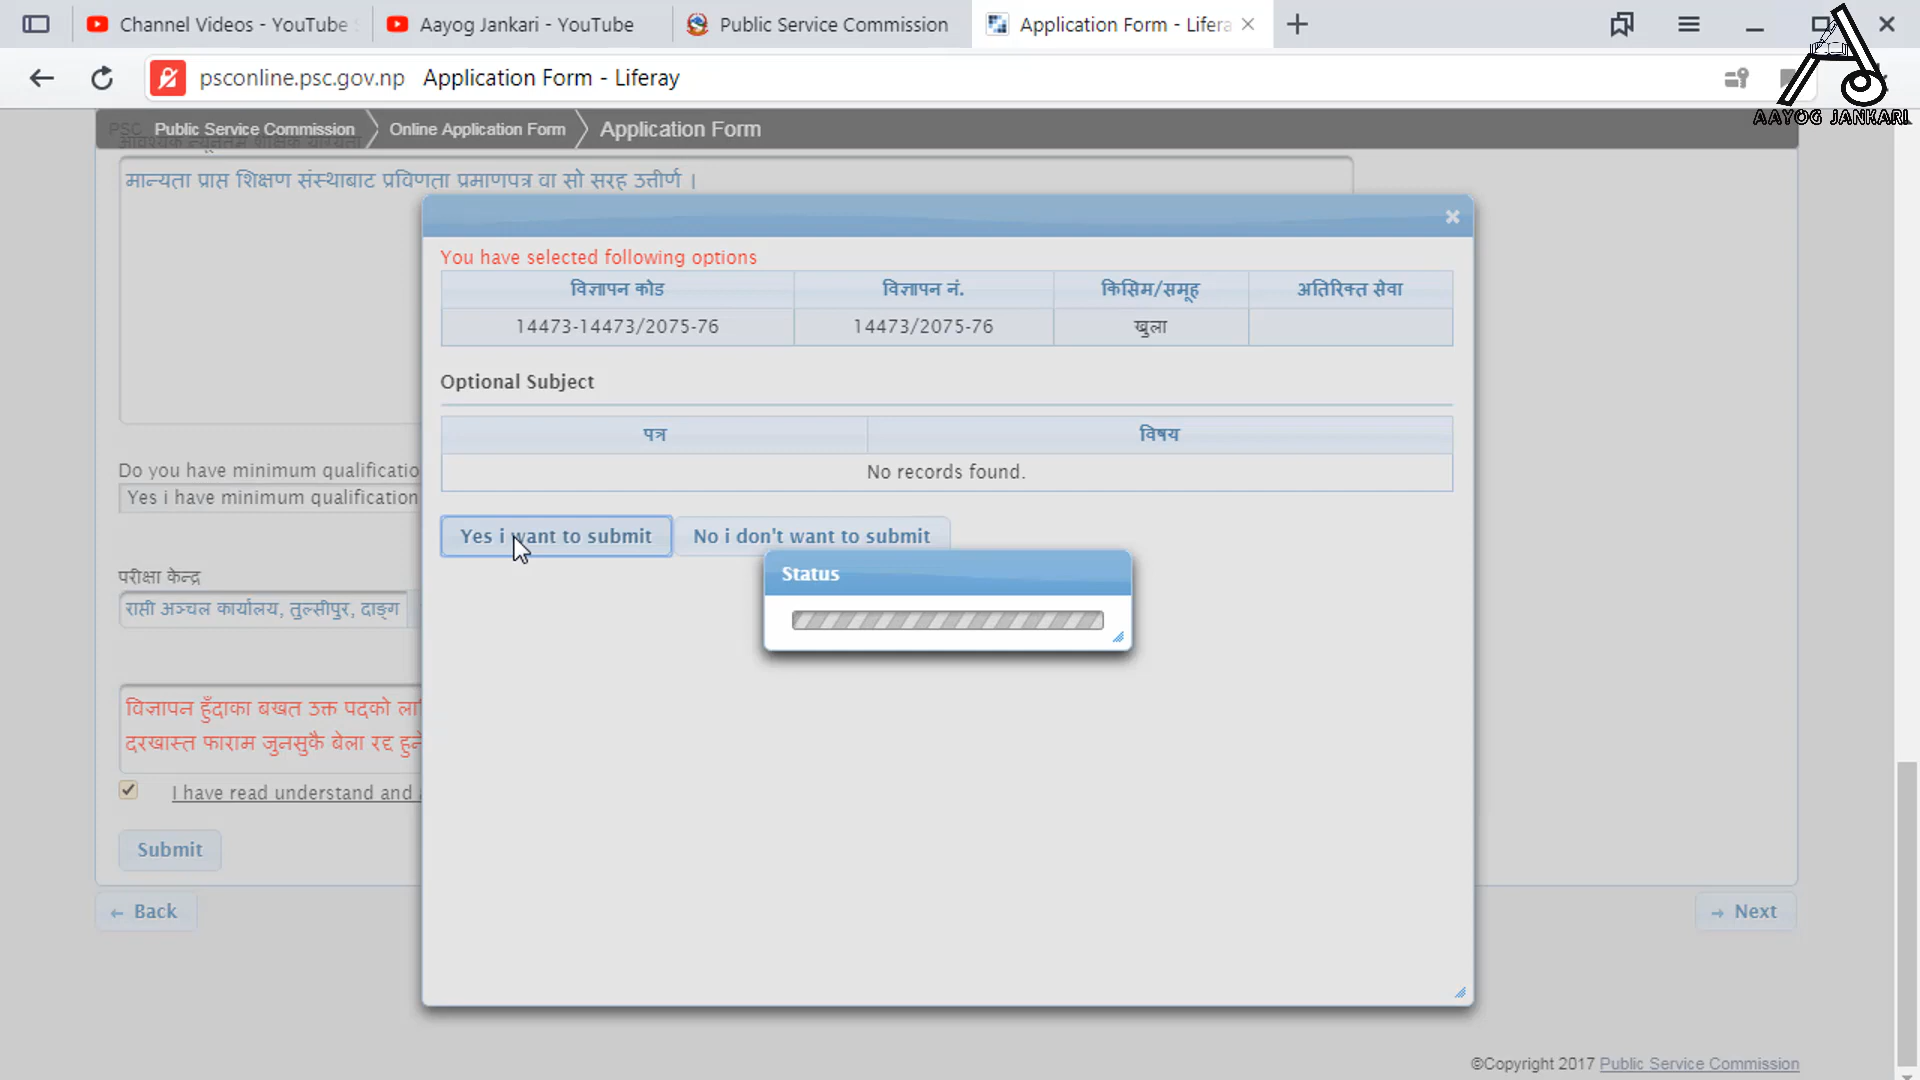 Channel Videos - YouTube
Aayog Jankari - YouTube
Public Service Commission
Application Form - Lifera
psconline.psc.gov.np Application Form - Liferay
AAYOG JANKARI
PSC Public Service Commission Online Application Form Application Form
आवश्यक न्यूनतम शैक्षिक योग्यता
मान्यता प्राप्त शिक्षण संस्थाबाट प्रविणता प्रमाणपत्र वा सो सरह उत्तीर्ण ।
You have selected following options
विज्ञापन कोड विज्ञापन नं. किसिम/समूह अतिरिक्त सेवा
14473-14473/2075-76 14473/2075-76 खुला
Optional Subject
पत्र विषय
No records found.
Do you have minimum qualificatio
Yes i have minimum qualification
Yes i want to submit No i don't want to submit
Status
परीक्षा केन्द्र
राप्ती अञ्चल कार्यालय, तुल्सीपुर, दाङ्ग
विज्ञापन हुँदाका बखत उक्त पदको
दरखास्त फाराम जुनसुकै बेला रद्द
I have read understand and
Submit
Back
Next
©Copyright 2017 Public Service Commission